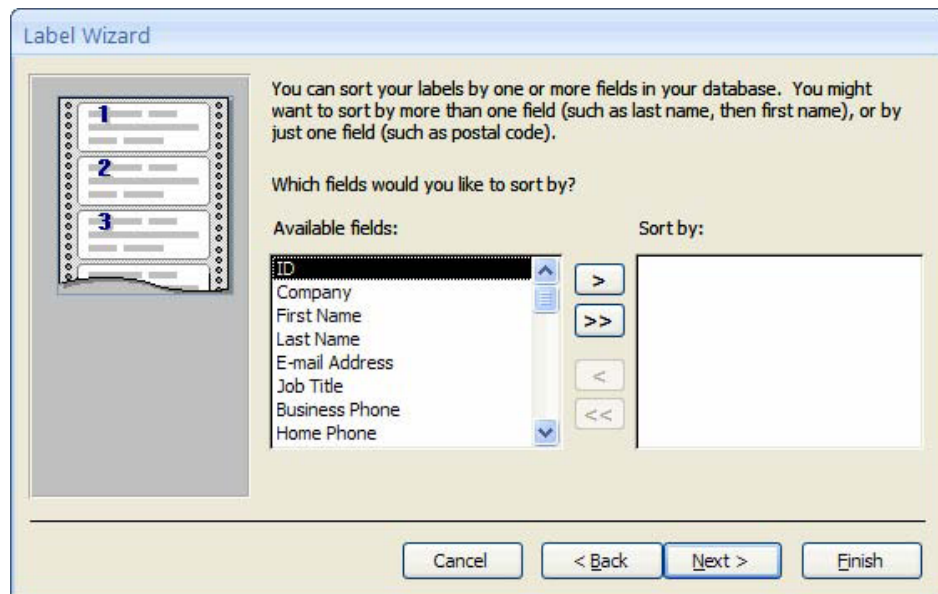 Label Wizard
You can sort your labels by one or more fields in your database.  You might
want to sort by more than one field (such as last name, then first name), or by
just one field (such as postal code).
Which fields would you like to sort by?
Available fields:
Sort by:
1
2
3
ID
Company
First Name
Last Name
E-mail Address
Job Title
Business Phone
Home Phone
>
>>
<
<<
Cancel
< Back
Next >
Finish